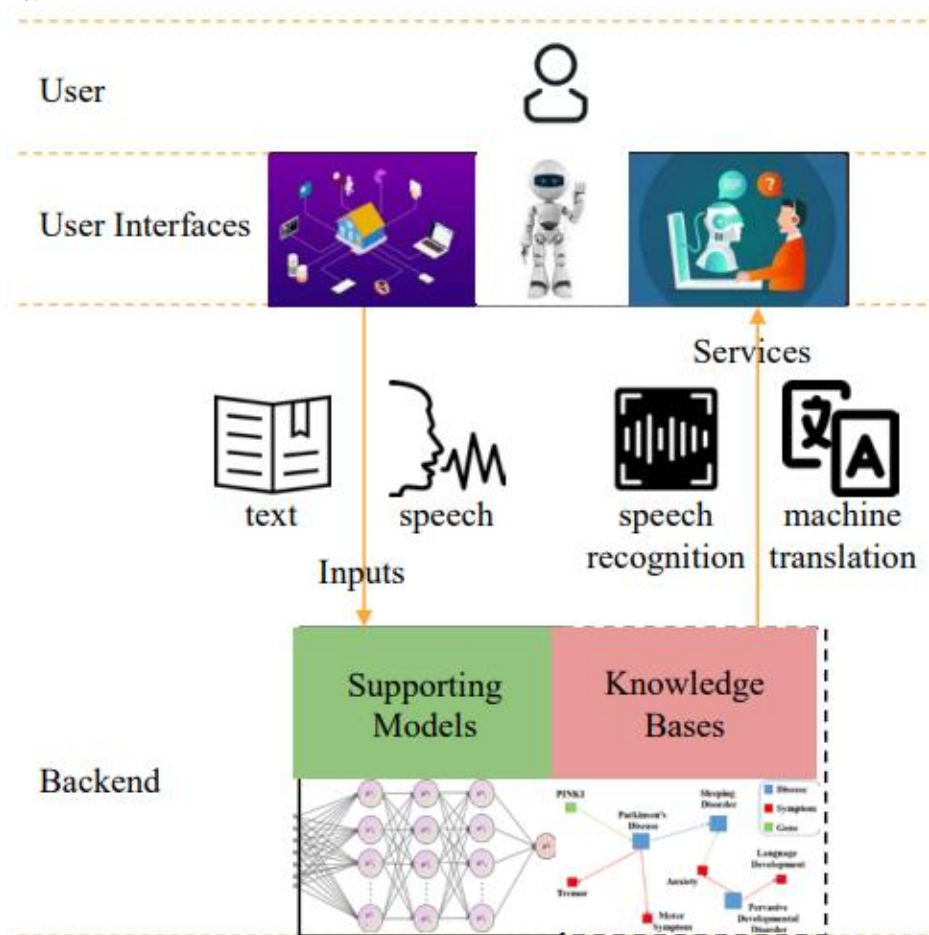 User
User Interfaces
Services
text
speech
speech
recognition
machine
translation
文
A
Inputs
Supporting
Models
Knowledge
Bases
Backend
PINK1
Parkinson's
Disease
Sleeping
Disorder
Disease
Symptom
Gene
Tremor
Motor
Symptom
Anxiety
Language
Development
Pervasive
Developmental
Disorder
?